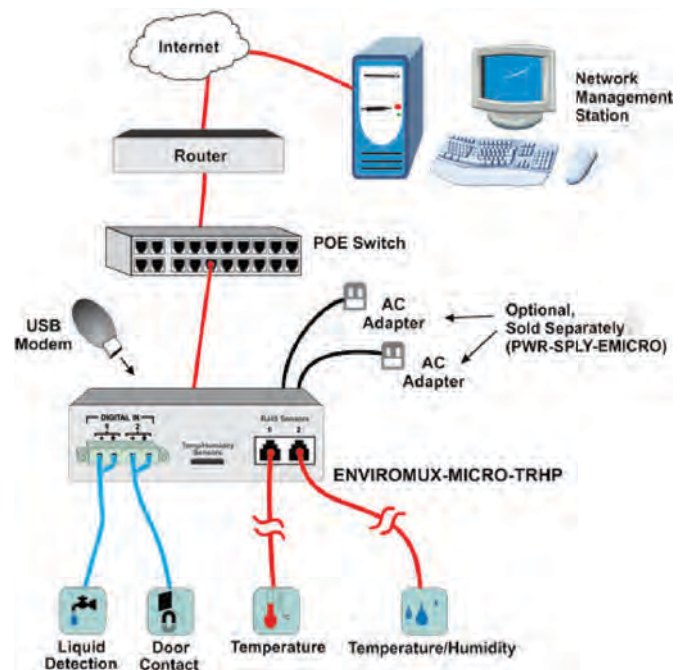 Internet
Network
Management
Station
Router
POE Switch
USB
Modem
AC
Adapter
AC
Adapter
Optional,
Sold Separately
(PWR-SPLY-EMICRO)
DIGITAL IN
1 2
RJ45 Sensors
1 2
Temp/Humidity
Sensors
ENVIROMUX-MICRO-TRHP
Liquid
Detection
Door
Contact
Temperature
Temperature/Humidity